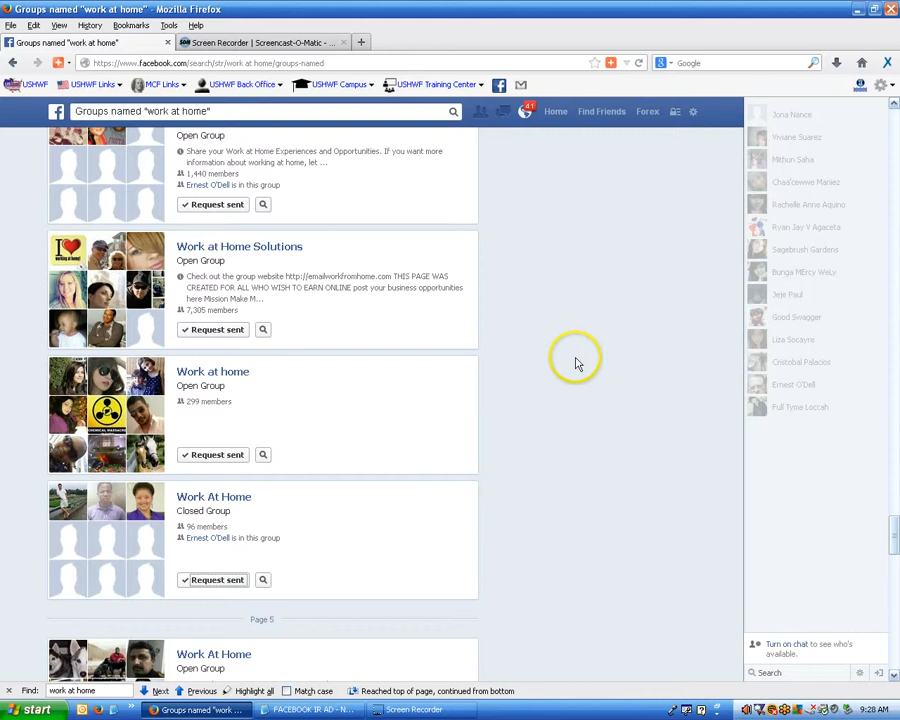 Groups named "work at home" - Mozilla Firefox
File Edit View History Bookmarks Tools Help
Groups named "work at home" × Screen Recorder | Screencast-O-Matic - ... × +
https://www.facebook.com/search/str/work at home/groups-named Google
USHWF USHWF Links MCF Links USHWF Back Office USHWF Campus USHWF Training Center
Groups named "work at home" 41 Home Find Friends Forex
Open Group
Share your Work at Home Experiences and Opportunities. If you want more
information about working at home, let ...
1,440 members
Ernest O'Dell is in this group
Request sent
I ♥
Work at Home Solutions
Open Group
Check out the group website http://emailworkfromhome.com THIS PAGE WAS
CREATED FOR ALL WHO WISH TO EARN ONLINE post your business opportunities
here Mission Make M...
7,305 members
Request sent
Work at home
Open Group
299 members
CHEMICAL MASSACRE
Request sent
Work At Home
Closed Group
96 members
Ernest O'Dell is in this group
Request sent
Page 5
Work At Home
Open Group
Jona Nance
Viviane Suarez
Mithun Saha
Chaa'cewwe Maniez
Rachelle Anne Aquino
Ryan Jay V Agaceta
Sagebrush Gardens
Bunga MErcy WeLy
Jeje Paul
Good Swagger
Liza Socayre
Cristobal Palacios
Ernest O'Dell
Full Tyme Loccah
Turn on chat to see who's
available.
Search
× Find: work at home Next Previous Highlight all Match case Reached top of page, continued from bottom
start Groups named "work ... FACEBOOK IR AD - N... Screen Recorder 9:28 AM